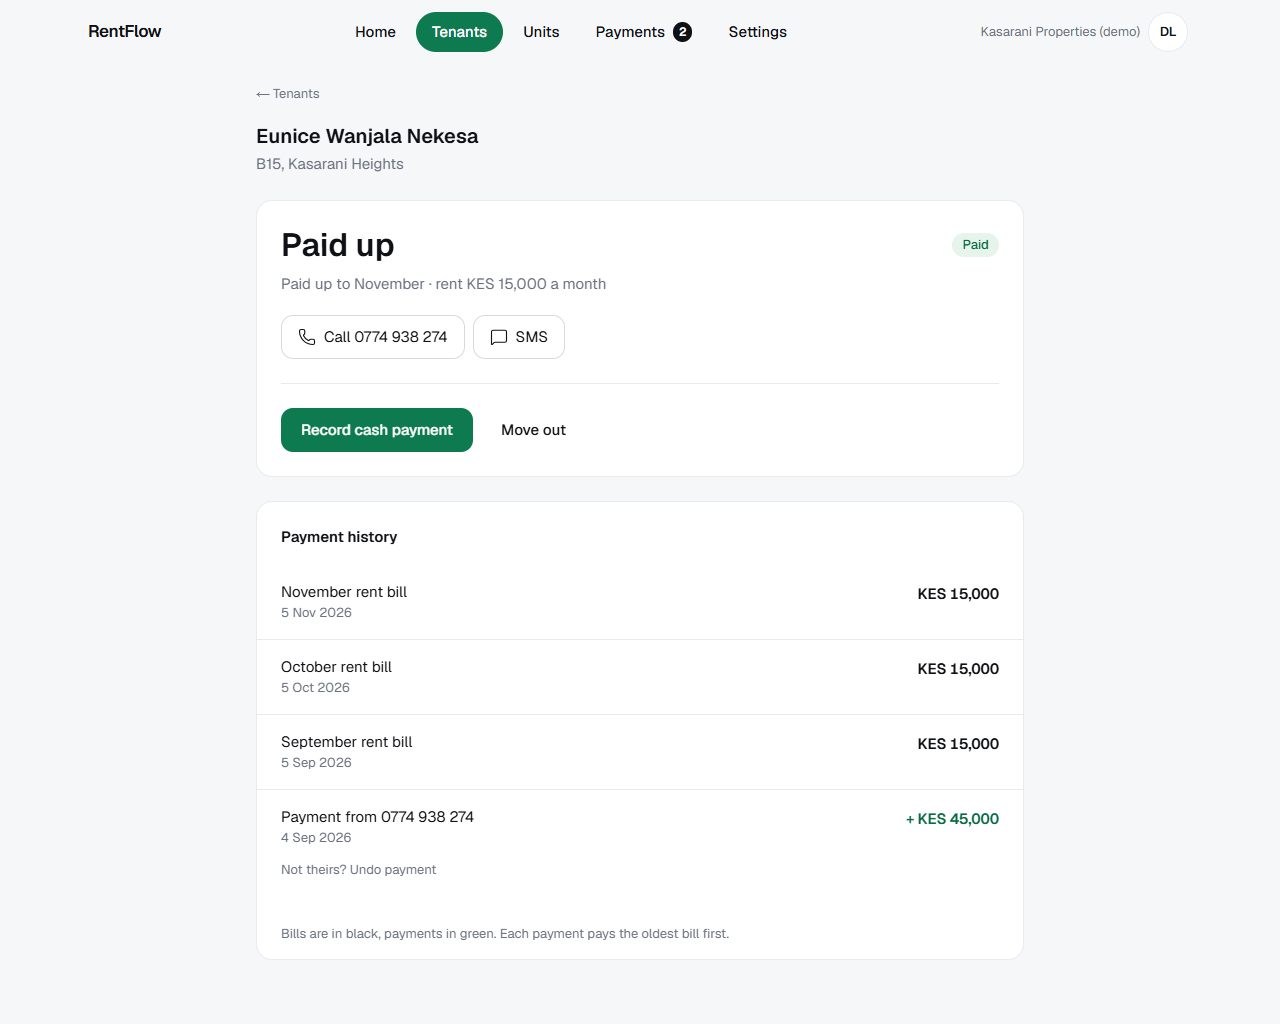 RentFlow
Home
Tenants
Units
Payments 2
Settings
Kasarani Properties (demo)
DL
← Tenants
Eunice Wanjala Nekesa
B15, Kasarani Heights
Paid up
Paid
Paid up to November · rent KES 15,000 a month
Call 0774 938 274
SMS
Record cash payment
Move out
Payment history
November rent bill
KES 15,000
5 Nov 2026
October rent bill
KES 15,000
5 Oct 2026
September rent bill
KES 15,000
5 Sep 2026
Payment from 0774 938 274
+ KES 45,000
4 Sep 2026
Not theirs? Undo payment
Bills are in black, payments in green. Each payment pays the oldest bill first.